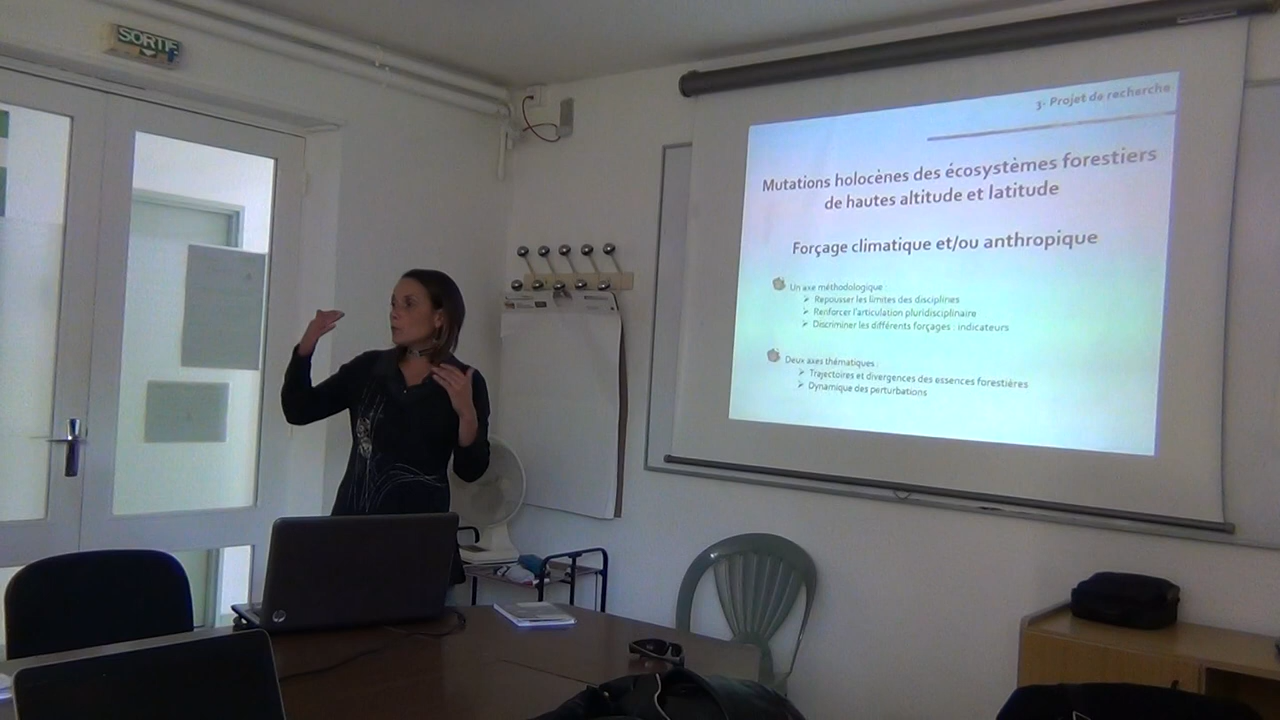 SORTIE
3- Projet de recherche
Mutations holocènes des écosystèmes forestiers
de hautes altitude et latitude
Forçage climatique et/ou anthropique
Un axe méthodologique :
Repousser les limites des disciplines
Renforcer l'articulation pluridisciplinaire
Discriminer les différents forçages : indicateurs
Deux axes thématiques :
Trajectoires et divergences des essences forestières
Dynamique des perturbations
hp